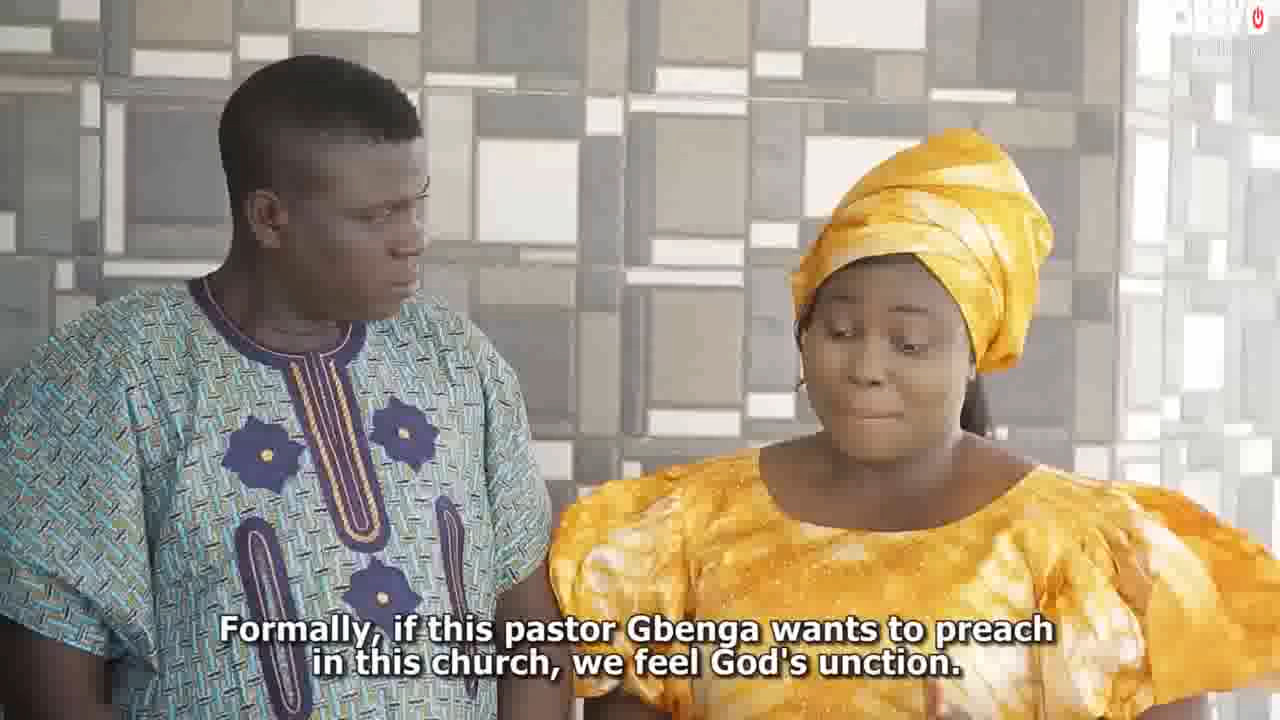 Formally, if this pastor Gbenga wants to preach
in this church, we feel God's unction.